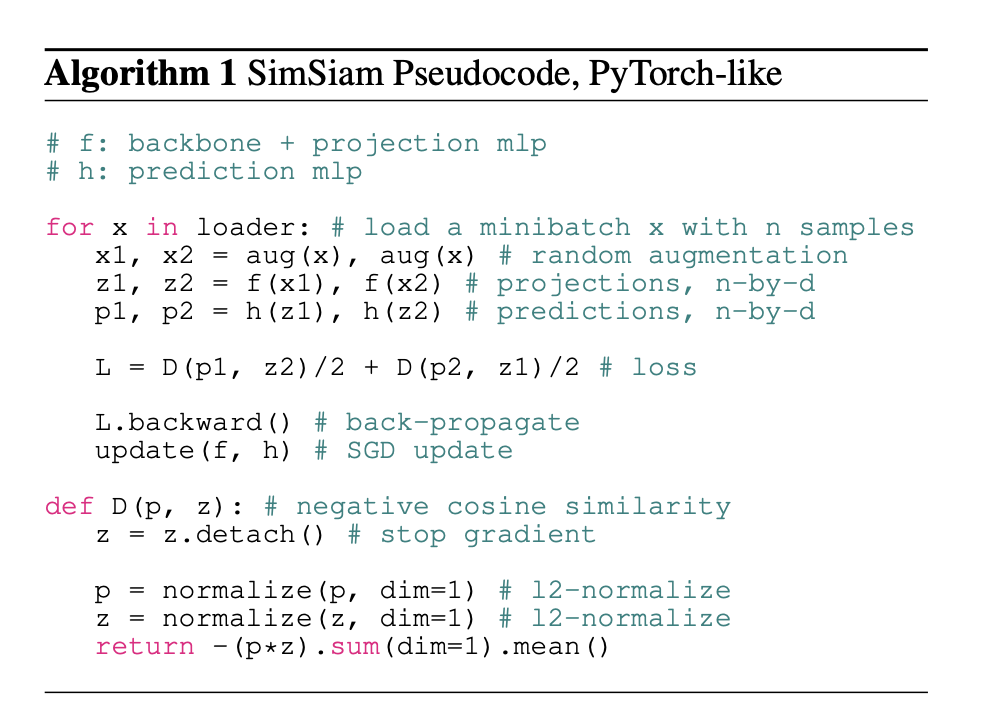 Algorithm 1 SimSiam Pseudocode, PyTorch-like
# f: backbone + projection mlp
# h: prediction mlp
for x in loader: # load a minibatch x with n samples
x1, x2 = aug(x), aug(x) # random augmentation
z1, z2 = f(x1), f(x2) # projections, n-by-d
p1, p2 = h(z1), h(z2) # predictions, n-by-d
L = D(p1, z2)/2 + D(p2, z1)/2 # loss
L.backward() # back-propagate
update(f, h) # SGD update
def D(p, z): # negative cosine similarity
z = z.detach() # stop gradient
p = normalize(p, dim=1) # l2-normalize
z = normalize(z, dim=1) # l2-normalize
return -(p*z).sum(dim=1).mean()